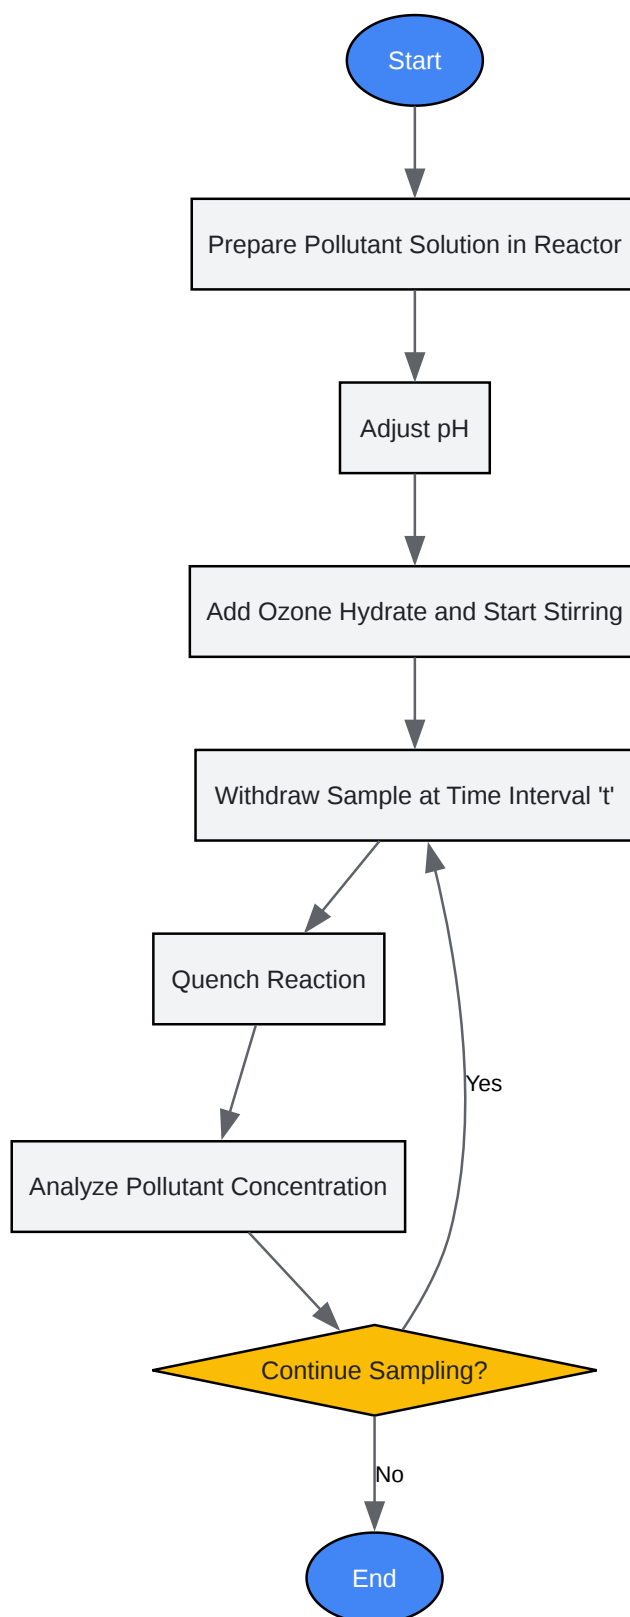 Start
Prepare Pollutant Solution in Reactor
Adjust pH
Add Ozone Hydrate and Start Stirring
Withdraw Sample at Time Interval 't'
Quench Reaction
Yes
Analyze Pollutant Concentration
Continue Sampling?
No
End